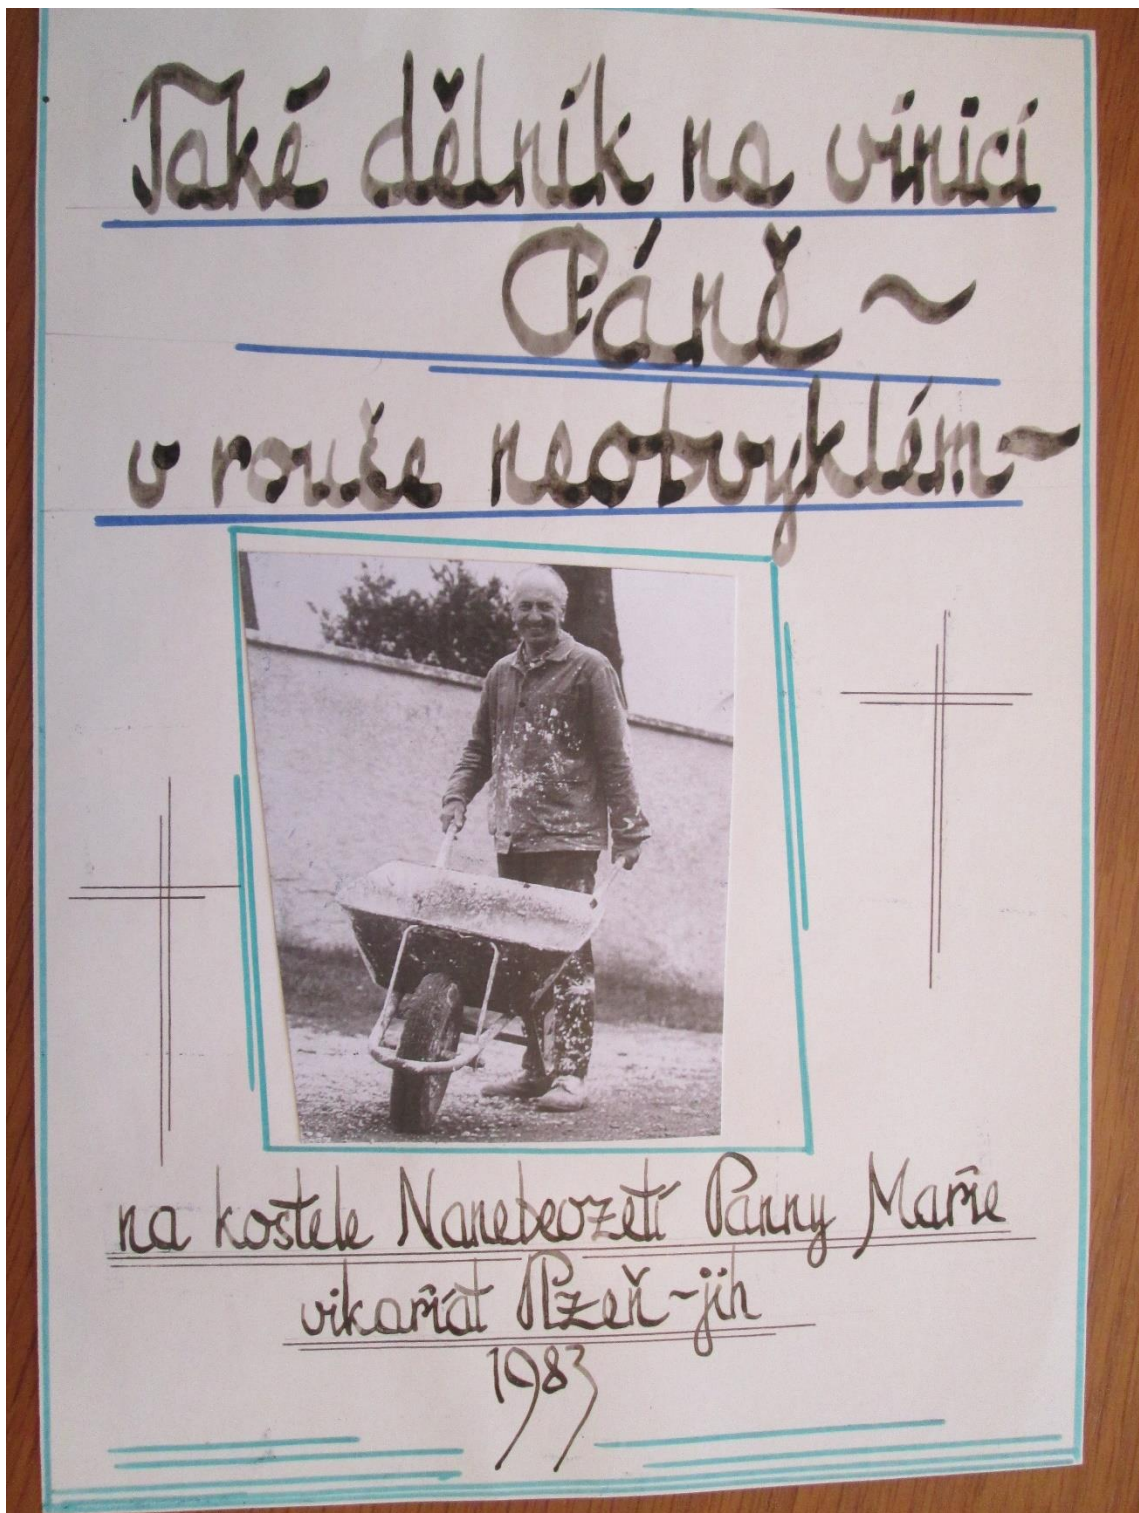 Také dělník na vinici
Páně ~
v rouše neobvyklém ~
na kostele Nanebevzetí Panny Marie
vikariát Plzeň - jih
1983